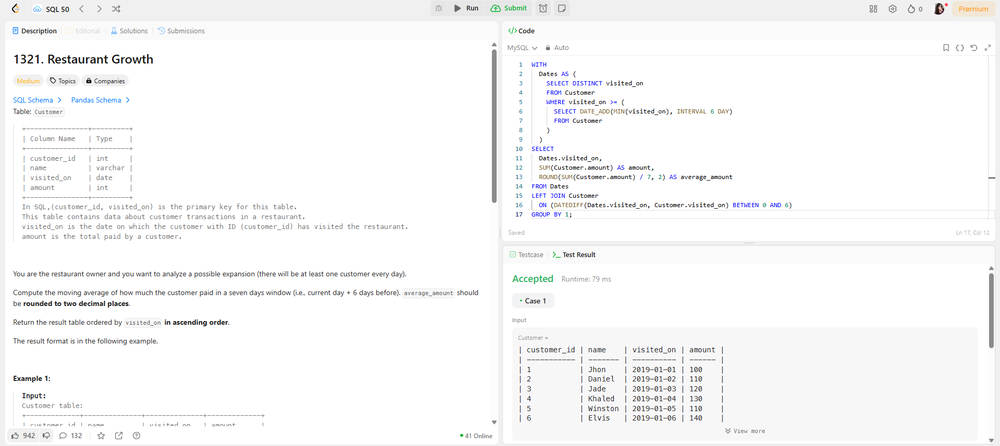 SQL 50
Run
Submit
0
Premium
Description
Editorial
Solutions
Submissions
1321. Restaurant Growth
Medium
Topics
Companies
SQL Schema
Pandas Schema
Table: Customer
+---------------+---------+
| Column Name   | Type    |
+---------------+---------+
| customer_id   | int     |
| name          | varchar |
| visited_on    | date    |
| amount        | int     |
+---------------+---------+
In SQL,(customer_id, visited_on) is the primary key for this table.
This table contains data about customer transactions in a restaurant.
visited_on is the date on which the customer with ID (customer_id) has visited the restaurant.
amount is the total paid by a customer.
You are the restaurant owner and you want to analyze a possible expansion (there will be at least one customer every day).
Compute the moving average of how much the customer paid in a seven days window (i.e., current day + 6 days before). average_amount should
be rounded to two decimal places.
Return the result table ordered by visited_on in ascending order.
The result format is in the following example.
Example 1:
Input:
Customer table:
+-------------+--------------+--------------+-------------+
| customer_id | name         | visited_on   | amount      |
942
132
41 Online
Code
MySQL
Auto
1 WITH
2   Dates AS (
3     SELECT DISTINCT visited_on
4     FROM Customer
5     WHERE visited_on >= (
6       SELECT DATE_ADD(MIN(visited_on), INTERVAL 6 DAY)
7       FROM Customer
8     )
9   )
10 SELECT
11   Dates.visited_on,
12   SUM(Customer.amount) AS amount,
13   ROUND(SUM(Customer.amount) / 7, 2) AS average_amount
14 FROM Dates
15 LEFT JOIN Customer
16   ON (DATEDIFF(Dates.visited_on, Customer.visited_on) BETWEEN 0 AND 6)
17 GROUP BY 1;
Saved
Ln 17, Col 12
Testcase
Test Result
Accepted
Runtime: 79 ms
Case 1
Input
Customer =
| customer_id | name    | visited_on | amount |
| ----------- | ------- | ---------- | ------ |
| 1           | Jhon    | 2019-01-01 | 100    |
| 2           | Daniel  | 2019-01-02 | 110    |
| 3           | Jade    | 2019-01-03 | 120    |
| 4           | Khaled  | 2019-01-04 | 130    |
| 5           | Winston | 2019-01-05 | 110    |
| 6           | Elvis   | 2019-01-06 | 140    |
View more